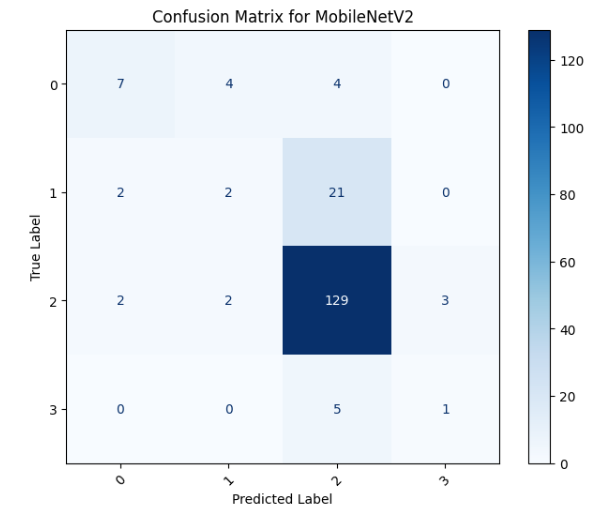 Confusion Matrix for MobileNetV2
True Label
0 7 4 4 0
1 2 2 21 0
2 2 2 129 3
3 0 0 5 1
0 1 2 3
Predicted Label
120
100
80
60
40
20
0